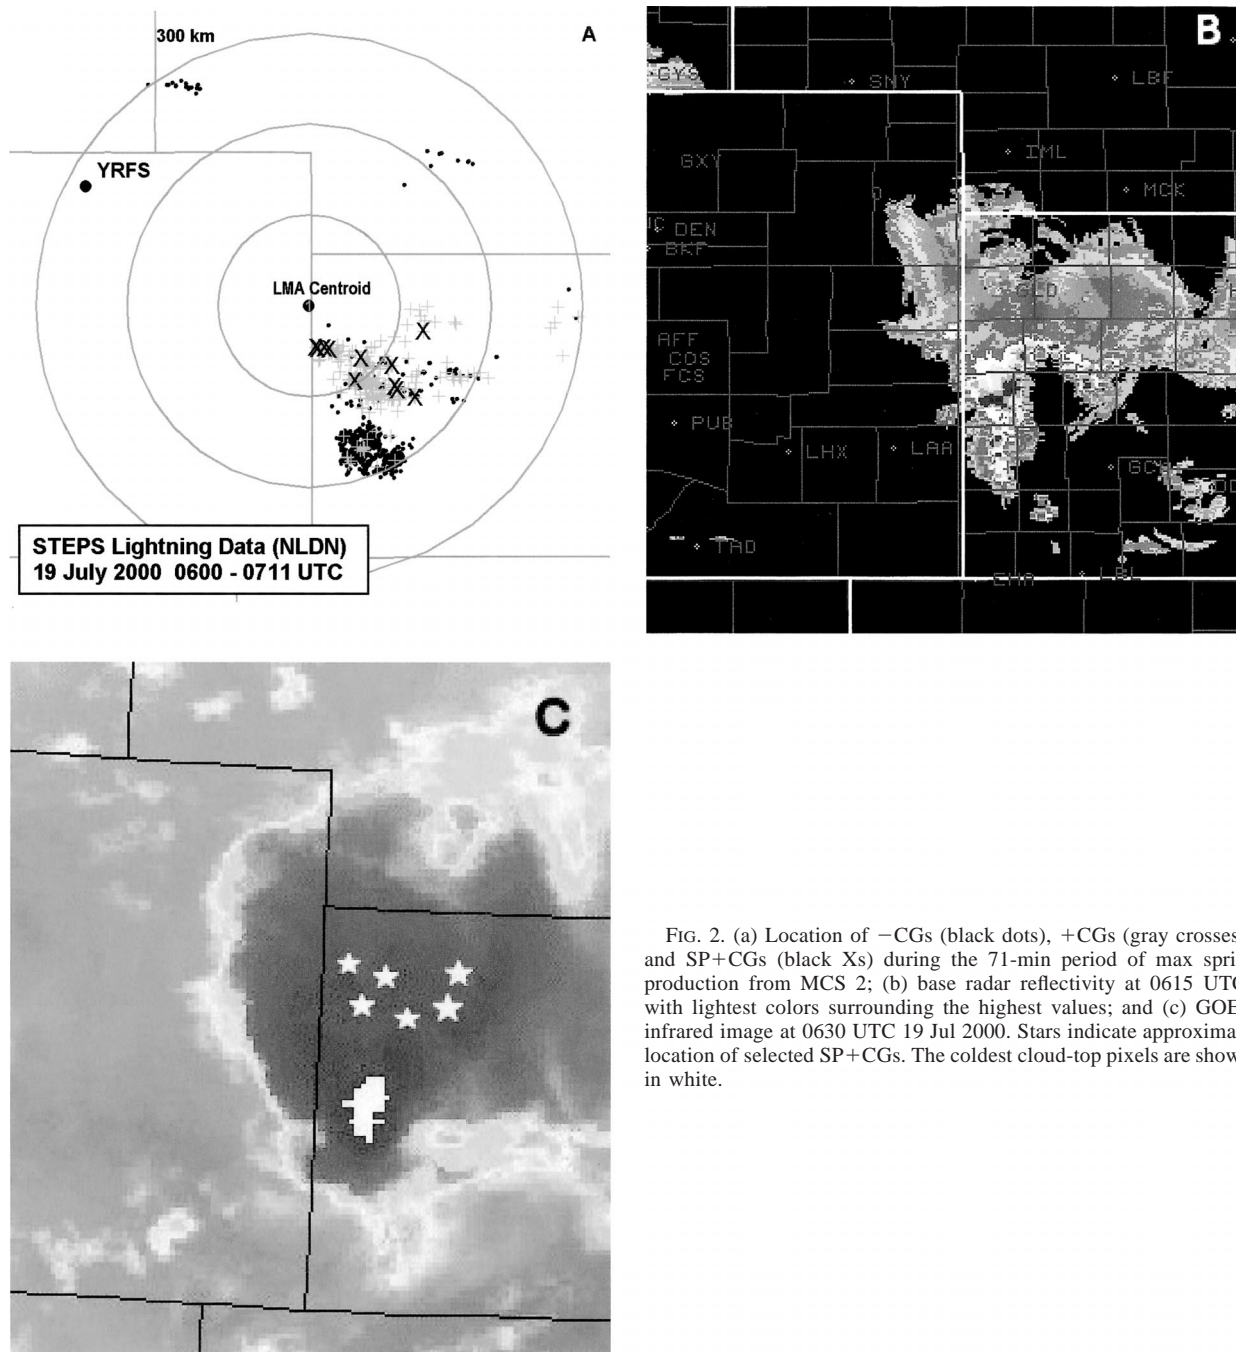 300 km
A
YRFS
LMA Centroid
STEPS Lightning Data (NLDN)
19 July 2000 0600 - 0711 UTC
B
CYS
SNY
LBF
GXY
IML
MCK
DEN
BKF
GLD
AFF
COS
FCS
PUB
LHX
LAA
TAD
EHA
LBL
C
FIG. 2. (a) Location of −CGs (black dots), +CGs (gray crosses
and SP+CGs (black Xs) during the 71-min period of max spri
production from MCS 2; (b) base radar reflectivity at 0615 UTC
with lightest colors surrounding the highest values; and (c) GOE
infrared image at 0630 UTC 19 Jul 2000. Stars indicate approxima
location of selected SP+CGs. The coldest cloud-top pixels are show
in white.